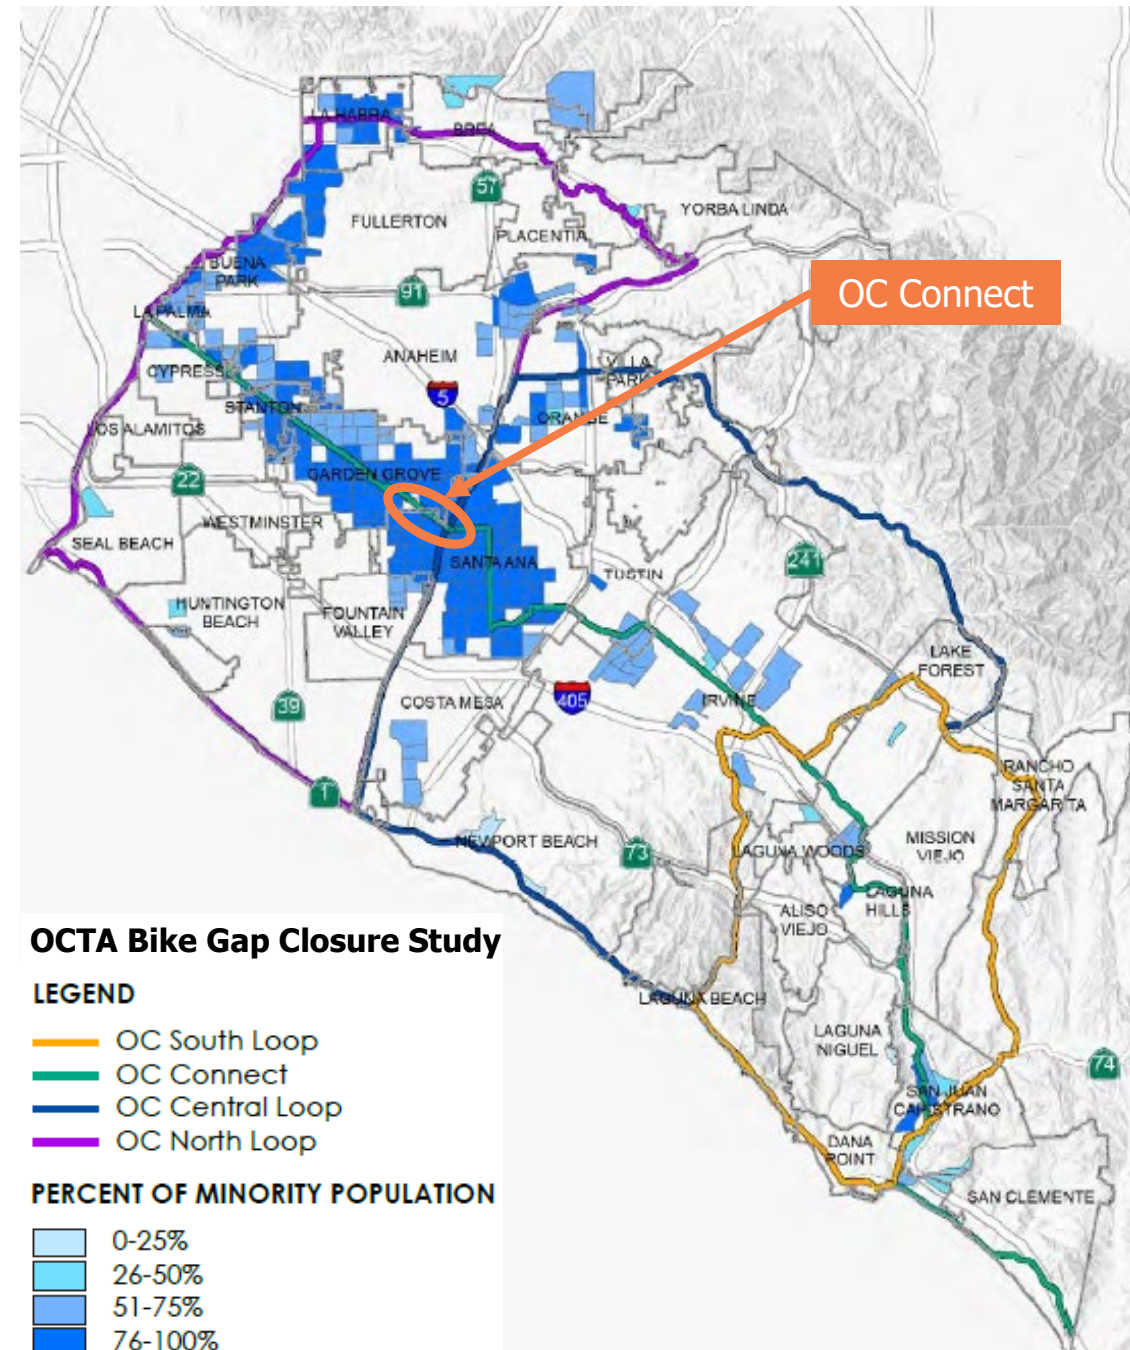 LA HABRA
BREA
57
YORBA LINDA
FULLERTON
PLACENTIA
BUENA
PARK
91
OC Connect
LA PALMA
ANAHEIM
VILLA
PARK
CYPRESS
5
STANTON
ORANGE
LOS ALAMITOS
GARDEN GROVE
22
WESTMINSTER
SEAL BEACH
SANTA ANA
241
TUSTIN
HUNTINGTON
BEACH
FOUNTAIN
VALLEY
LAKE
FOREST
COSTA MESA
405
IRVINE
39
RANCHO
SANTA
MARGARITA
1
NEWPORT BEACH
73
LAGUNA WOODS
MISSION
VIEJO
LAGUNA
HILLS
ALISO
VIEJO
OCTA Bike Gap Closure Study
LEGEND
OC South Loop
OC Connect
OC Central Loop
OC North Loop
LAGUNA BEACH
LAGUNA
NIGUEL
74
SAN JUAN
CAPISTRANO
DANA
POINT
SAN CLEMENTE
PERCENT OF MINORITY POPULATION
0-25%
26-50%
51-75%
76-100%